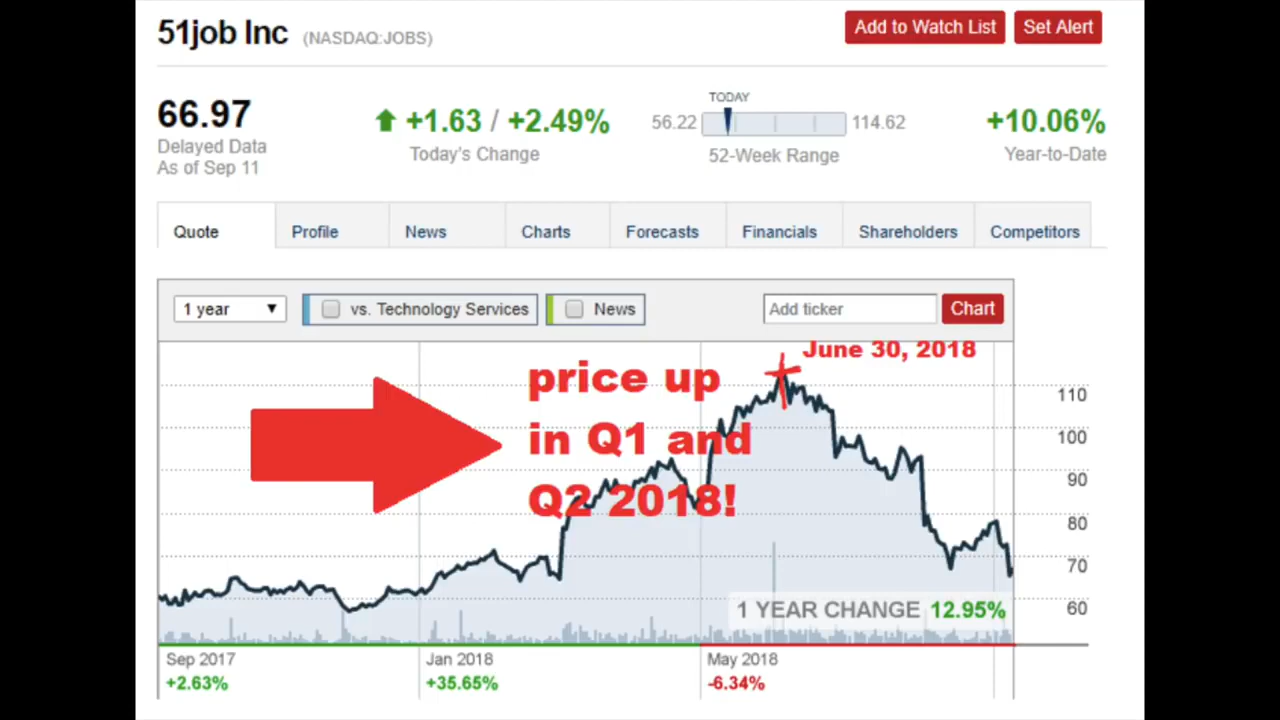 51job Inc (NASDAQ:JOBS)
Add to Watch List
Set Alert
66.97
Delayed Data
As of Sep 11
+1.63 / +2.49%
Today's Change
TODAY
56.22
114.62
52-Week Range
+10.06%
Year-to-Date
Quote
Profile
News
Charts
Forecasts
Financials
Shareholders
Competitors
1 year
vs. Technology Services
News
Add ticker
Chart
June 30, 2018
price up
in Q1 and
Q2 2018!
110
100
90
80
70
60
1 YEAR CHANGE 12.95%
Sep 2017
+2.63%
Jan 2018
+35.65%
May 2018
-6.34%